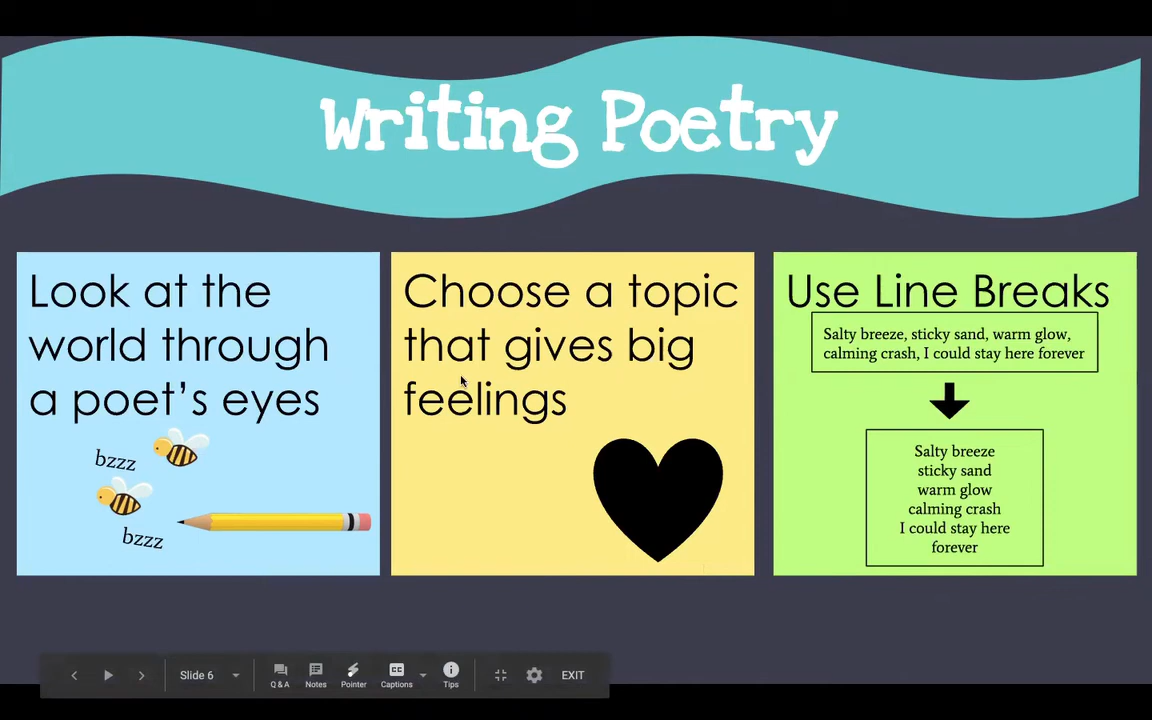 Writing Poetry
Look at the
world through
a poet's eyes
bzzz
bzzz
Choose a topic
that gives big
feelings
Use Line Breaks
Salty breeze, sticky sand, warm glow,
calming crash, I could stay here forever
Salty breeze
sticky sand
warm glow
calming crash
I could stay here
forever
Slide 6
Q & A
Notes
Pointer
CC
Captions
Tips
EXIT